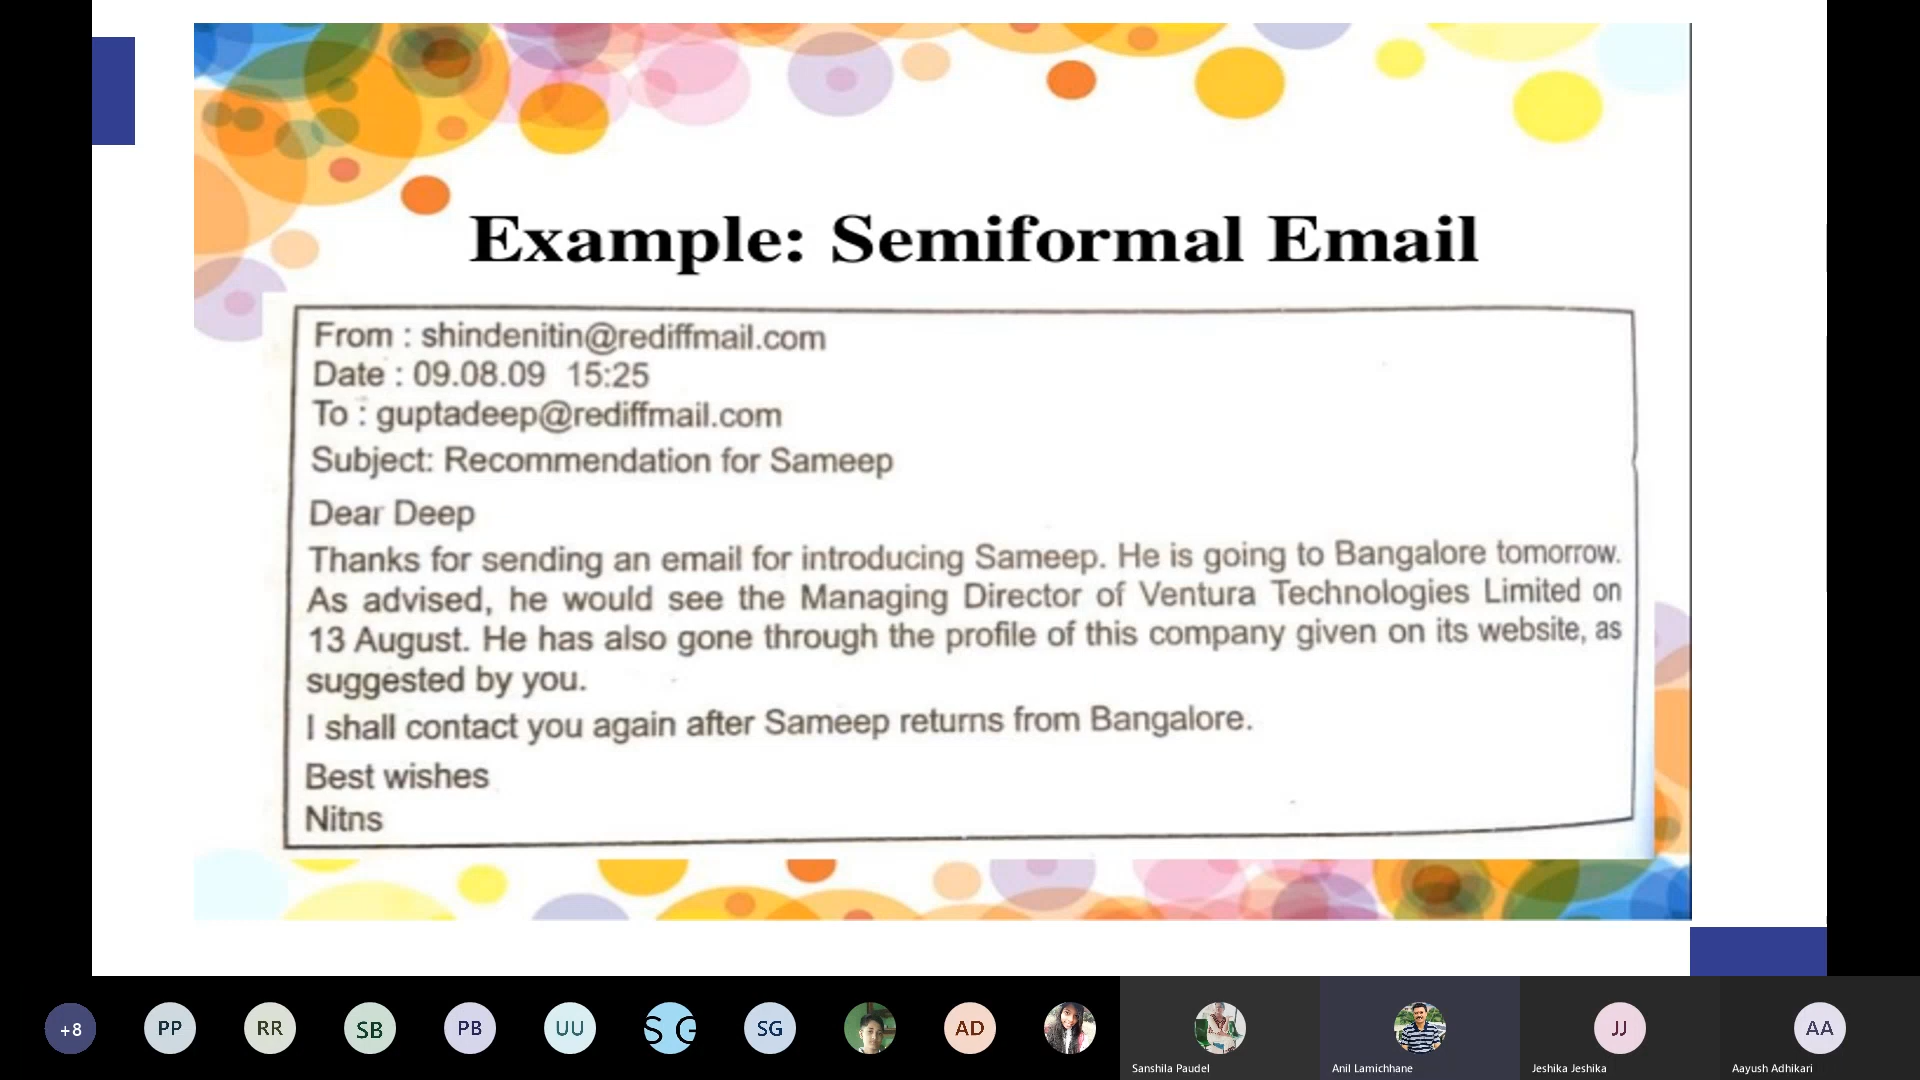 Example: Semiformal Email
From : shindenitin@rediffmail.com
Date : 09.08.09 15:25
To : guptadeep@rediffmail.com
Subject: Recommendation for Sameep
Dear Deep
Thanks for sending an email for introducing Sameep. He is going to Bangalore tomorrow.
As advised, he would see the Managing Director of Ventura Technologies Limited on
13 August. He has also gone through the profile of this company given on its website, as
suggested by you.
I shall contact you again after Sameep returns from Bangalore.
Best wishes
Nitns
+8 PP RR SB PB UU S G SG AD JJ AA
Sanshila Paudel Anil Lamichhane Jeshika Jeshika Aayush Adhikari